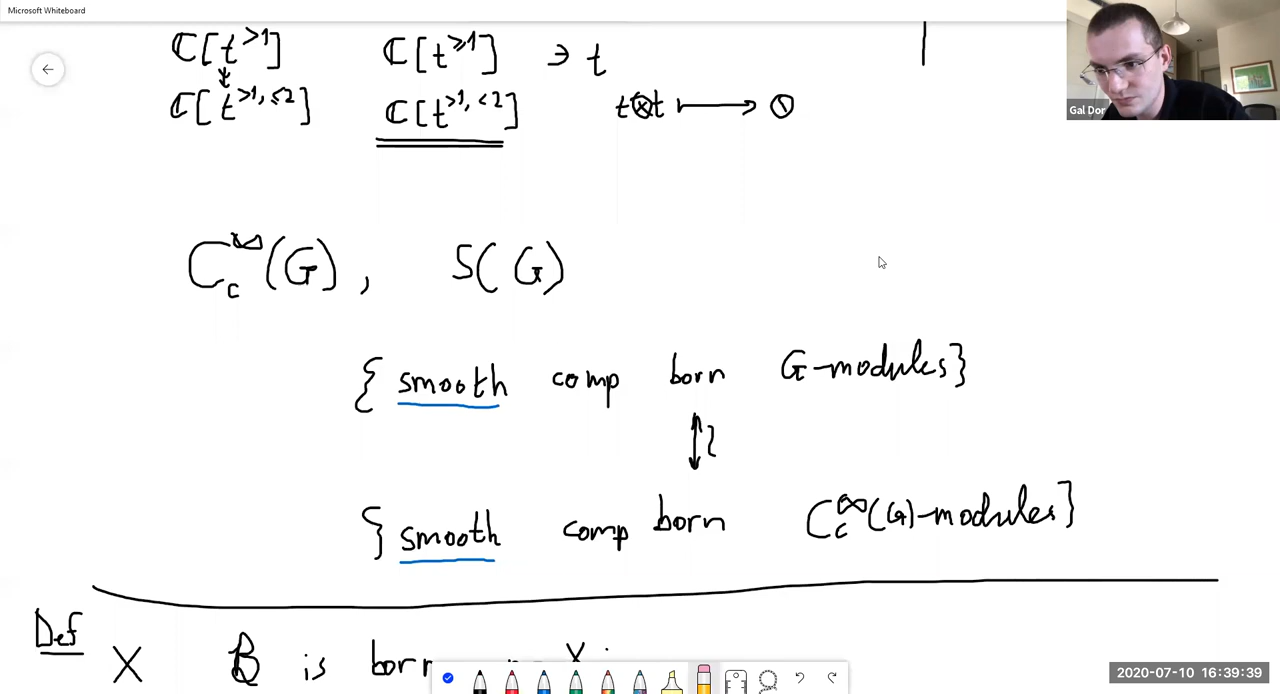 Microsoft Whiteboard
ℂ[t^{>1}] ℂ[t^{≥1}] ∋ t
ℂ[t^{>1, ≤2}] ℂ[t^{>1, <2}] t⊗t ↦
Gal Dor
C_c^∞(G), S(G)
{smooth comp born G-modules}
{smooth comp born C_c^∞(G)-modules}
Def
X B is born X
2020-07-10 16:39:39